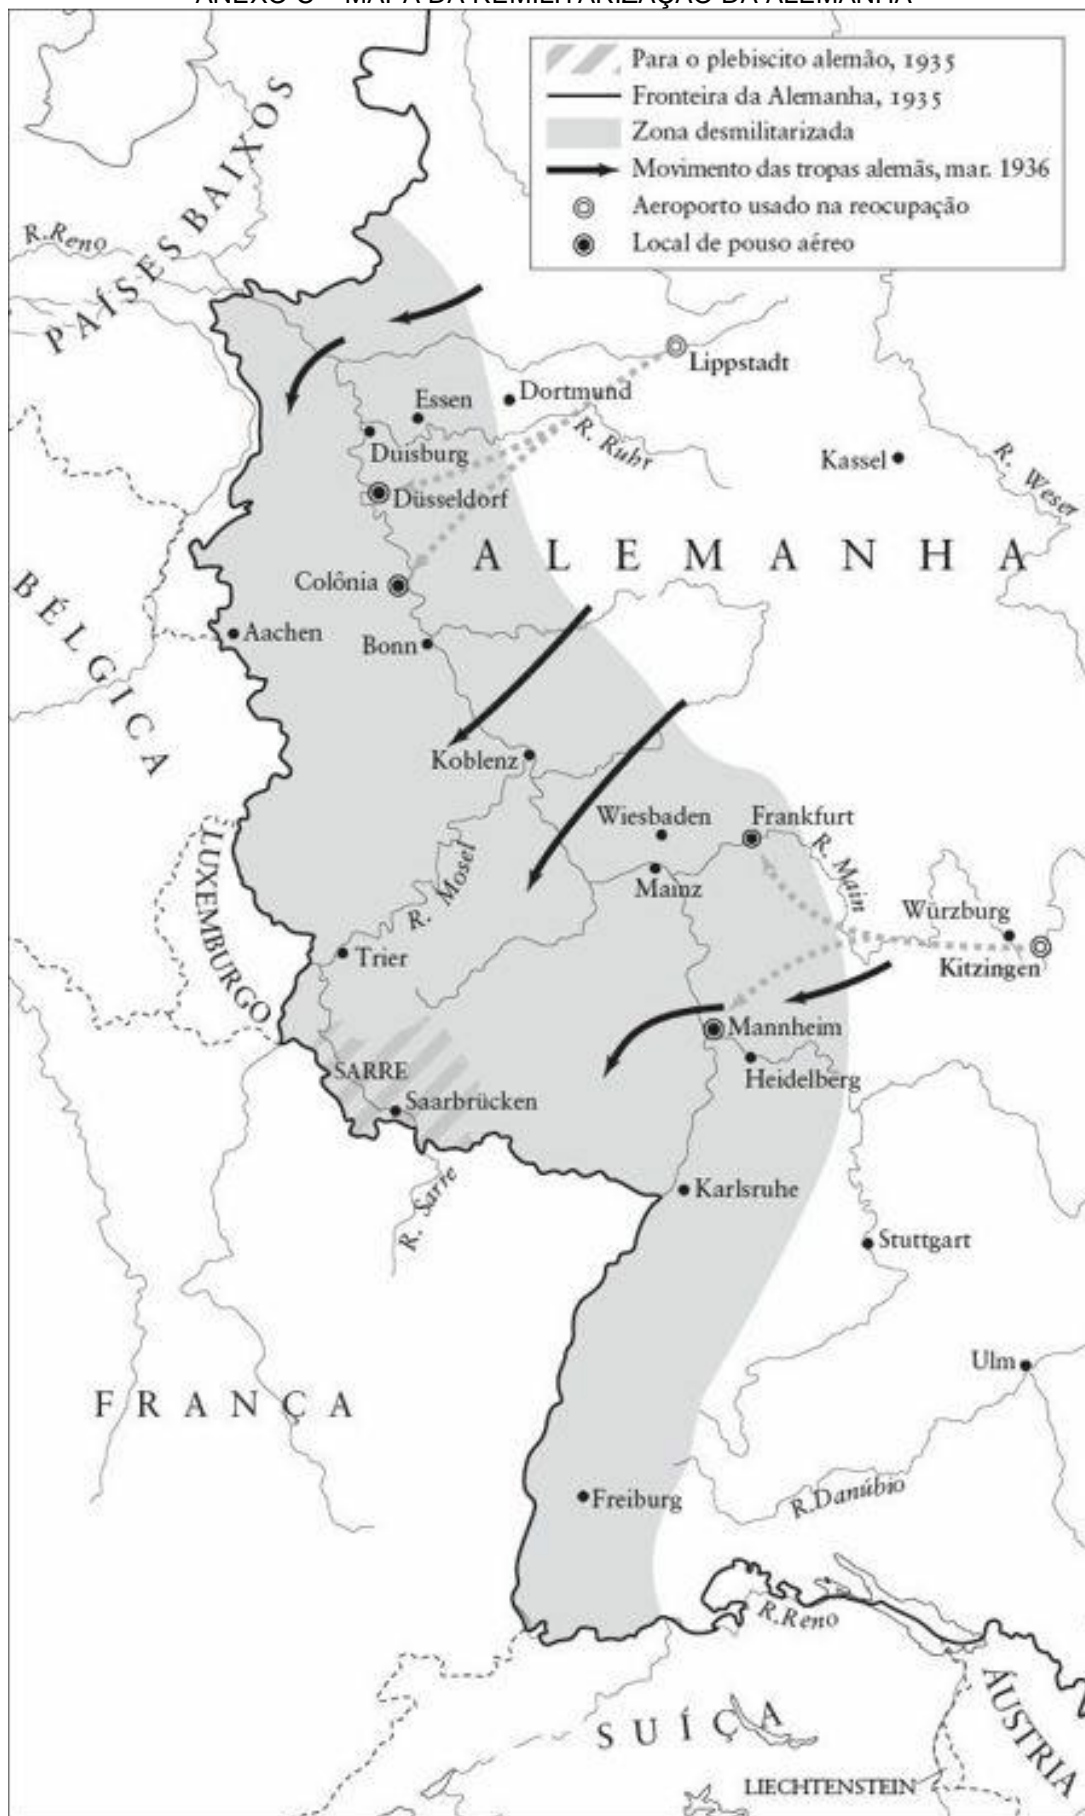 ANEXO C – MAPA DA REMILITARIZAÇÃO DA ALEMANHA
Para o plebiscito alemão, 1935
Fronteira da Alemanha, 1935
Zona desmilitarizada
Movimento das tropas alemãs, mar. 1936
Aeroporto usado na reocupação
Local de pouso aéreo
PAÍSES BAIXOS
R.Reno
Lippstadt
Dortmund
Essen
R. Ruhr
Duisburg
Kassel
R. Weser
Düsseldorf
ALEMANHA
Colônia
BÉLGICA
Aachen
Bonn
Koblenz
Wiesbaden
Frankfurt
LUXEMBURGO
R. Mosel
Mainz
R. Main
Würzburg
Trier
Kitzingen
Mannheim
SARRE
Heidelberg
Saarbrücken
R. Sarre
Karlsruhe
Stuttgart
Ulm
FRANÇA
Freiburg
R.Danúbio
R.Reno
SUÍÇA
ÁUSTRIA
LIECHTENSTEIN